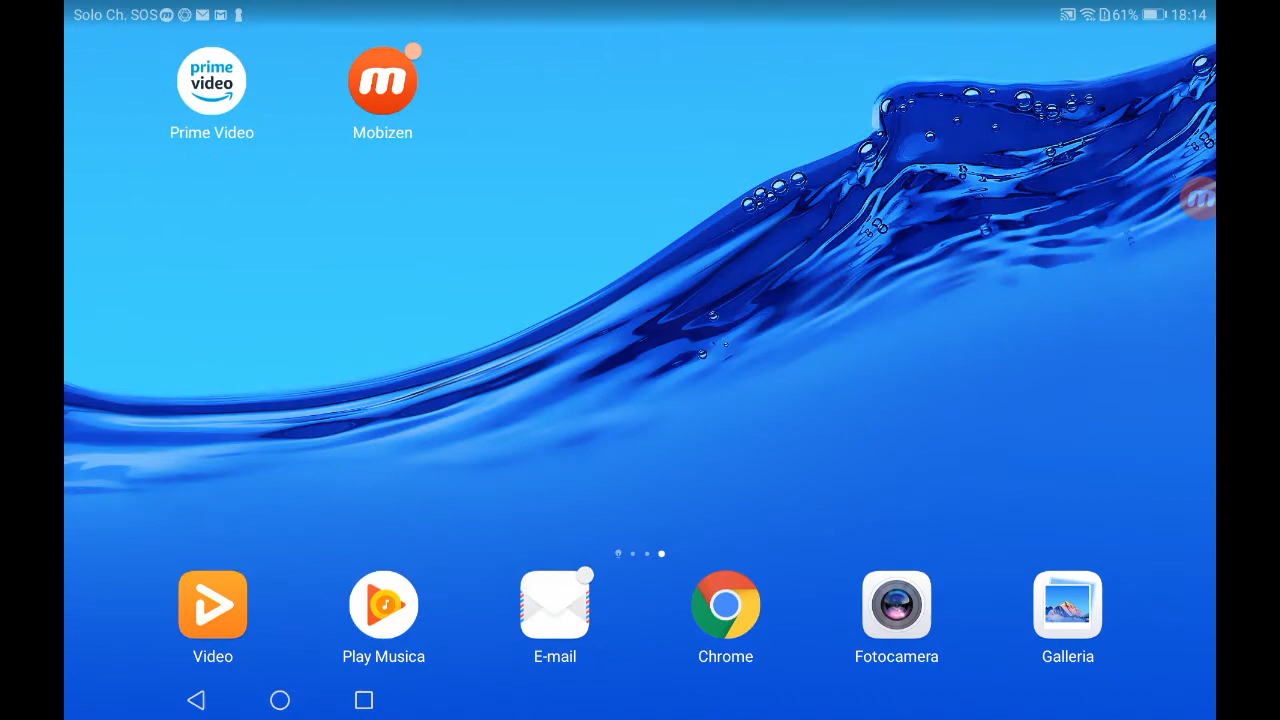 Solo Ch. SOS 61% 18:14
prime
video
Prime Video
m
Mobizen
m
Video
Play Musica
E-mail
Chrome
Fotocamera
Galleria